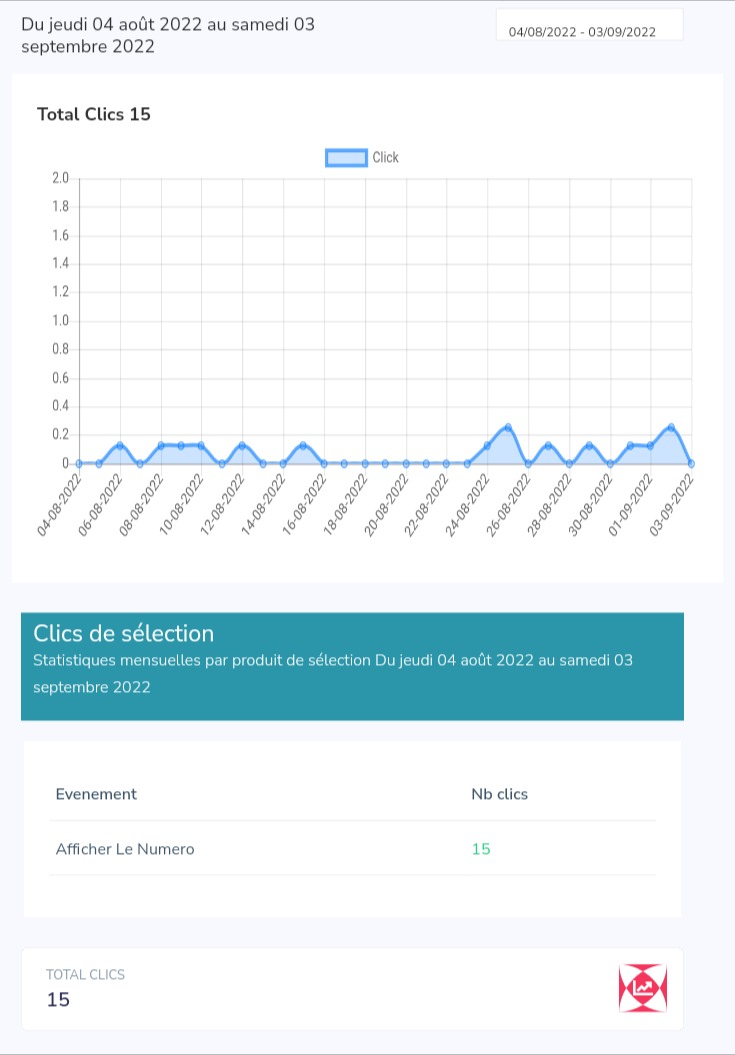 Du jeudi 04 août 2022 au samedi 03
septembre 2022
04/08/2022 - 03/09/2022
Total Clics 15
Click
2.0
1.8
1.6
1.4
1.2
1.0
0.8
0.6
0.4
0.2
0
04-08-2022
06-08-2022
08-08-2022
10-08-2022
12-08-2022
14-08-2022
16-08-2022
18-08-2022
20-08-2022
22-08-2022
24-08-2022
26-08-2022
28-08-2022
30-08-2022
01-09-2022
03-09-2022
Clics de sélection
Statistiques mensuelles par produit de sélection Du jeudi 04 août 2022 au samedi 03
septembre 2022
Evenement Nb clics
Afficher Le Numero 15
TOTAL CLICS
15